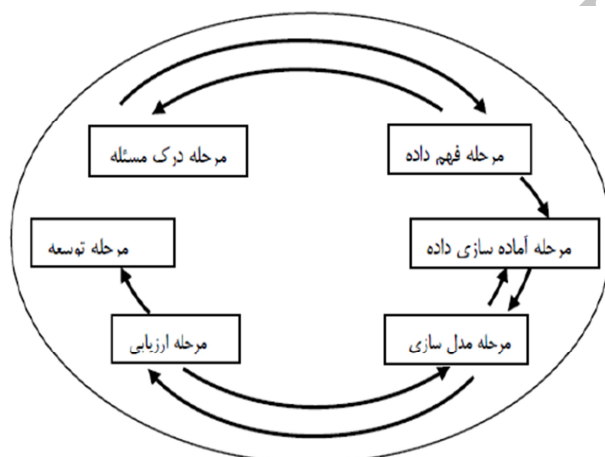 مرحله درک مسئله
مرحله فهم داده
مرحله توسعه
مرحله آماده سازی داده
مرحله ارزیابی
مرحله مدل سازی